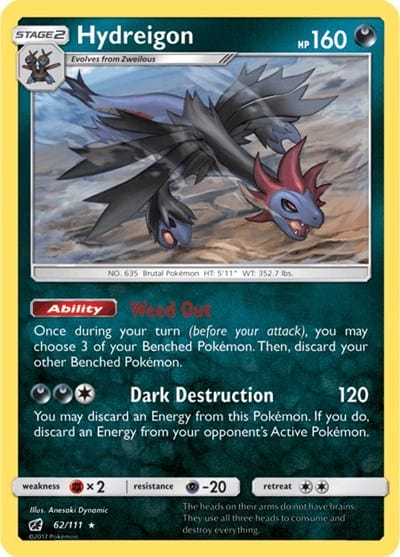 STAGE2 Hydreigon HP 160
Evolves from Zweilous
NO. 635 Brutal Pokémon HT: 5'11" WT: 352.7 lbs.
Ability Weed Out
Once during your turn (before your attack), you may
choose 3 of your Benched Pokémon. Then, discard your
other Benched Pokémon.
Dark Destruction 120
You may discard an Energy from this Pokémon. If you do,
discard an Energy from your opponent's Active Pokémon.
weakness ×2 resistance -20 retreat
Illus. Anesaki Dynamic
62/111 ★
©2017 Pokémon
The heads on their arms do not have brains.
They use all three heads to consume and
destroy everything.